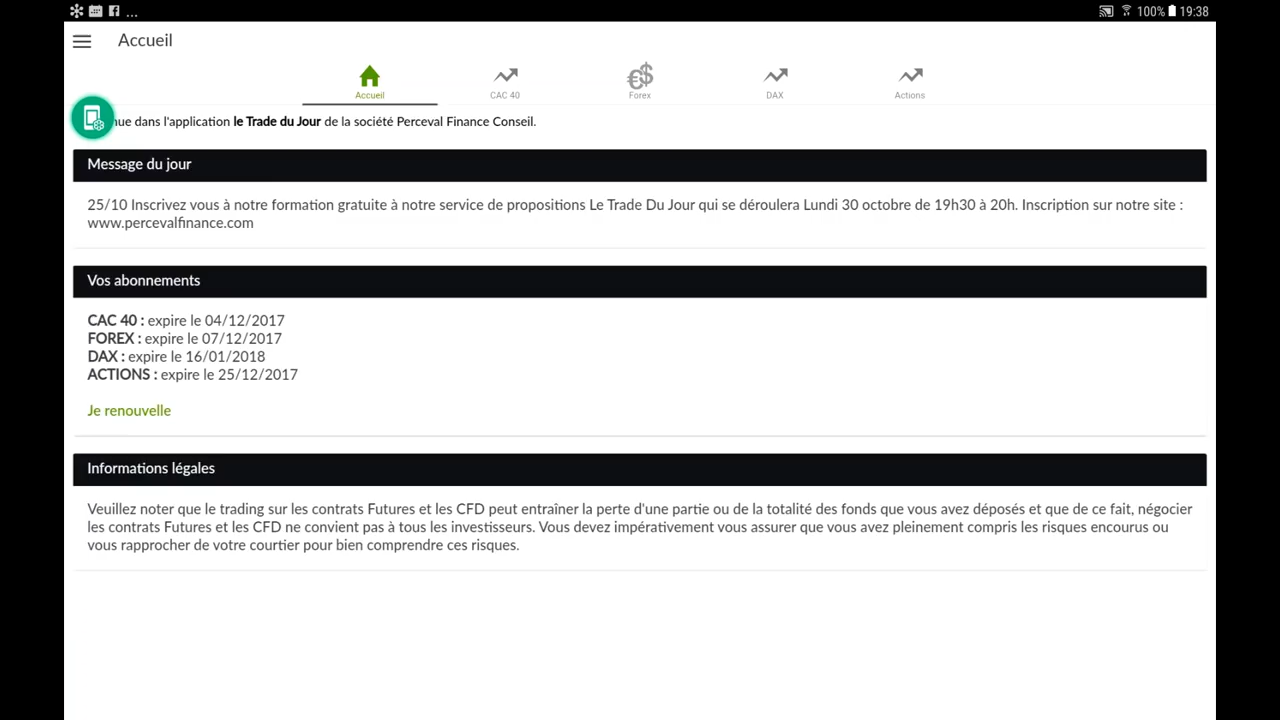 ... 100% 19:38
Accueil
Accueil CAC 40 Forex DAX Actions
nue dans l'application le Trade du Jour de la société Perceval Finance Conseil.
Message du jour
25/10 Inscrivez vous à notre formation gratuite à notre service de propositions Le Trade Du Jour qui se déroulera Lundi 30 octobre de 19h30 à 20h. Inscription sur notre site :
www.percevalfinance.com
Vos abonnements
CAC 40 : expire le 04/12/2017
FOREX : expire le 07/12/2017
DAX : expire le 16/01/2018
ACTIONS : expire le 25/12/2017
Je renouvelle
Informations légales
Veuillez noter que le trading sur les contrats Futures et les CFD peut entraîner la perte d'une partie ou de la totalité des fonds que vous avez déposés et que de ce fait, négocier
les contrats Futures et les CFD ne convient pas à tous les investisseurs. Vous devez impérativement vous assurer que vous avez pleinement compris les risques encourus ou
vous rapprocher de votre courtier pour bien comprendre ces risques.